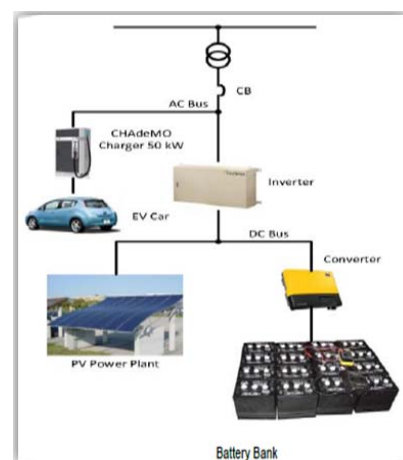 CB
AC Bus
CHAdeMO
Charger 50 kW
Inverter
EV Car
DC Bus
Converter
PV Power Plant
Battery Bank